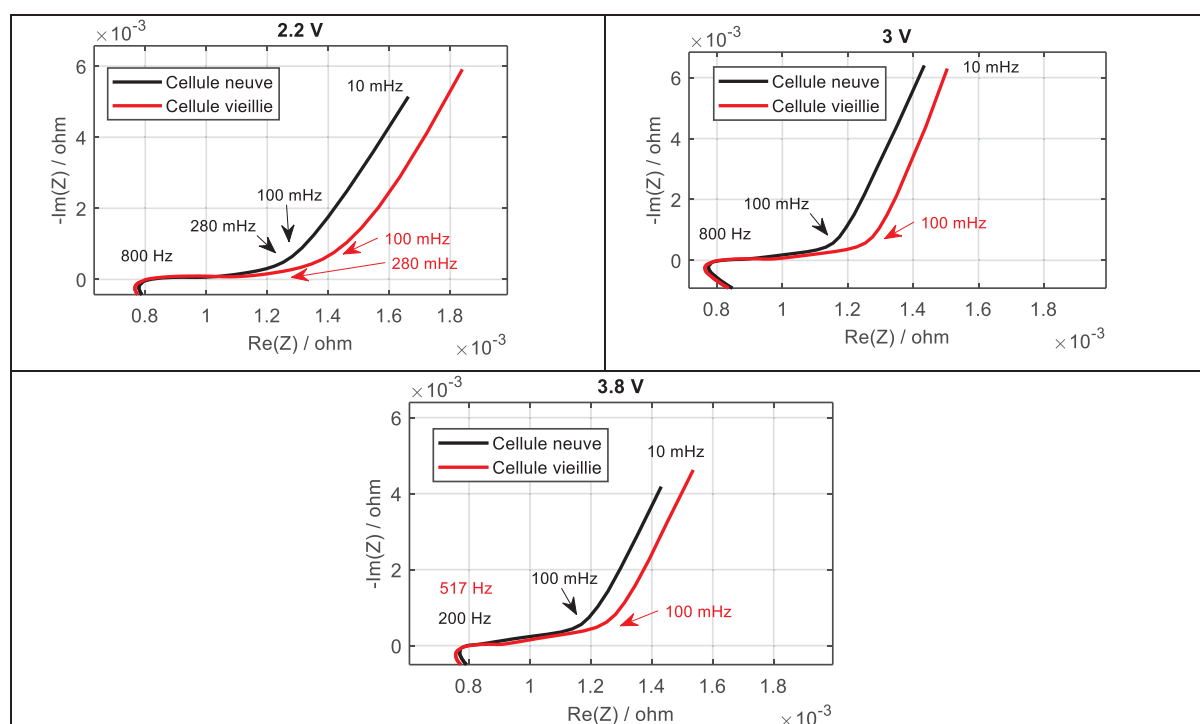 2.2 V
×10⁻³
Cellule neuve
Cellule vieillie
10 mHz
100 mHz
280 mHz
800 Hz
100 mHz
280 mHz
-Im(Z) / ohm
6
4
2
0
0.8 1 1.2 1.4 1.6 1.8
Re(Z) / ohm
×10⁻³
3 V
×10⁻³
Cellule neuve
Cellule vieillie
10 mHz
100 mHz
100 mHz
800 Hz
-Im(Z) / ohm
6
4
2
0
0.8 1 1.2 1.4 1.6 1.8
Re(Z) / ohm
×10⁻³
3.8 V
×10⁻³
Cellule neuve
Cellule vieillie
10 mHz
100 mHz
517 Hz
200 Hz
100 mHz
-Im(Z) / ohm
6
4
2
0
0.8 1 1.2 1.4 1.6 1.8
Re(Z) / ohm
×10⁻³